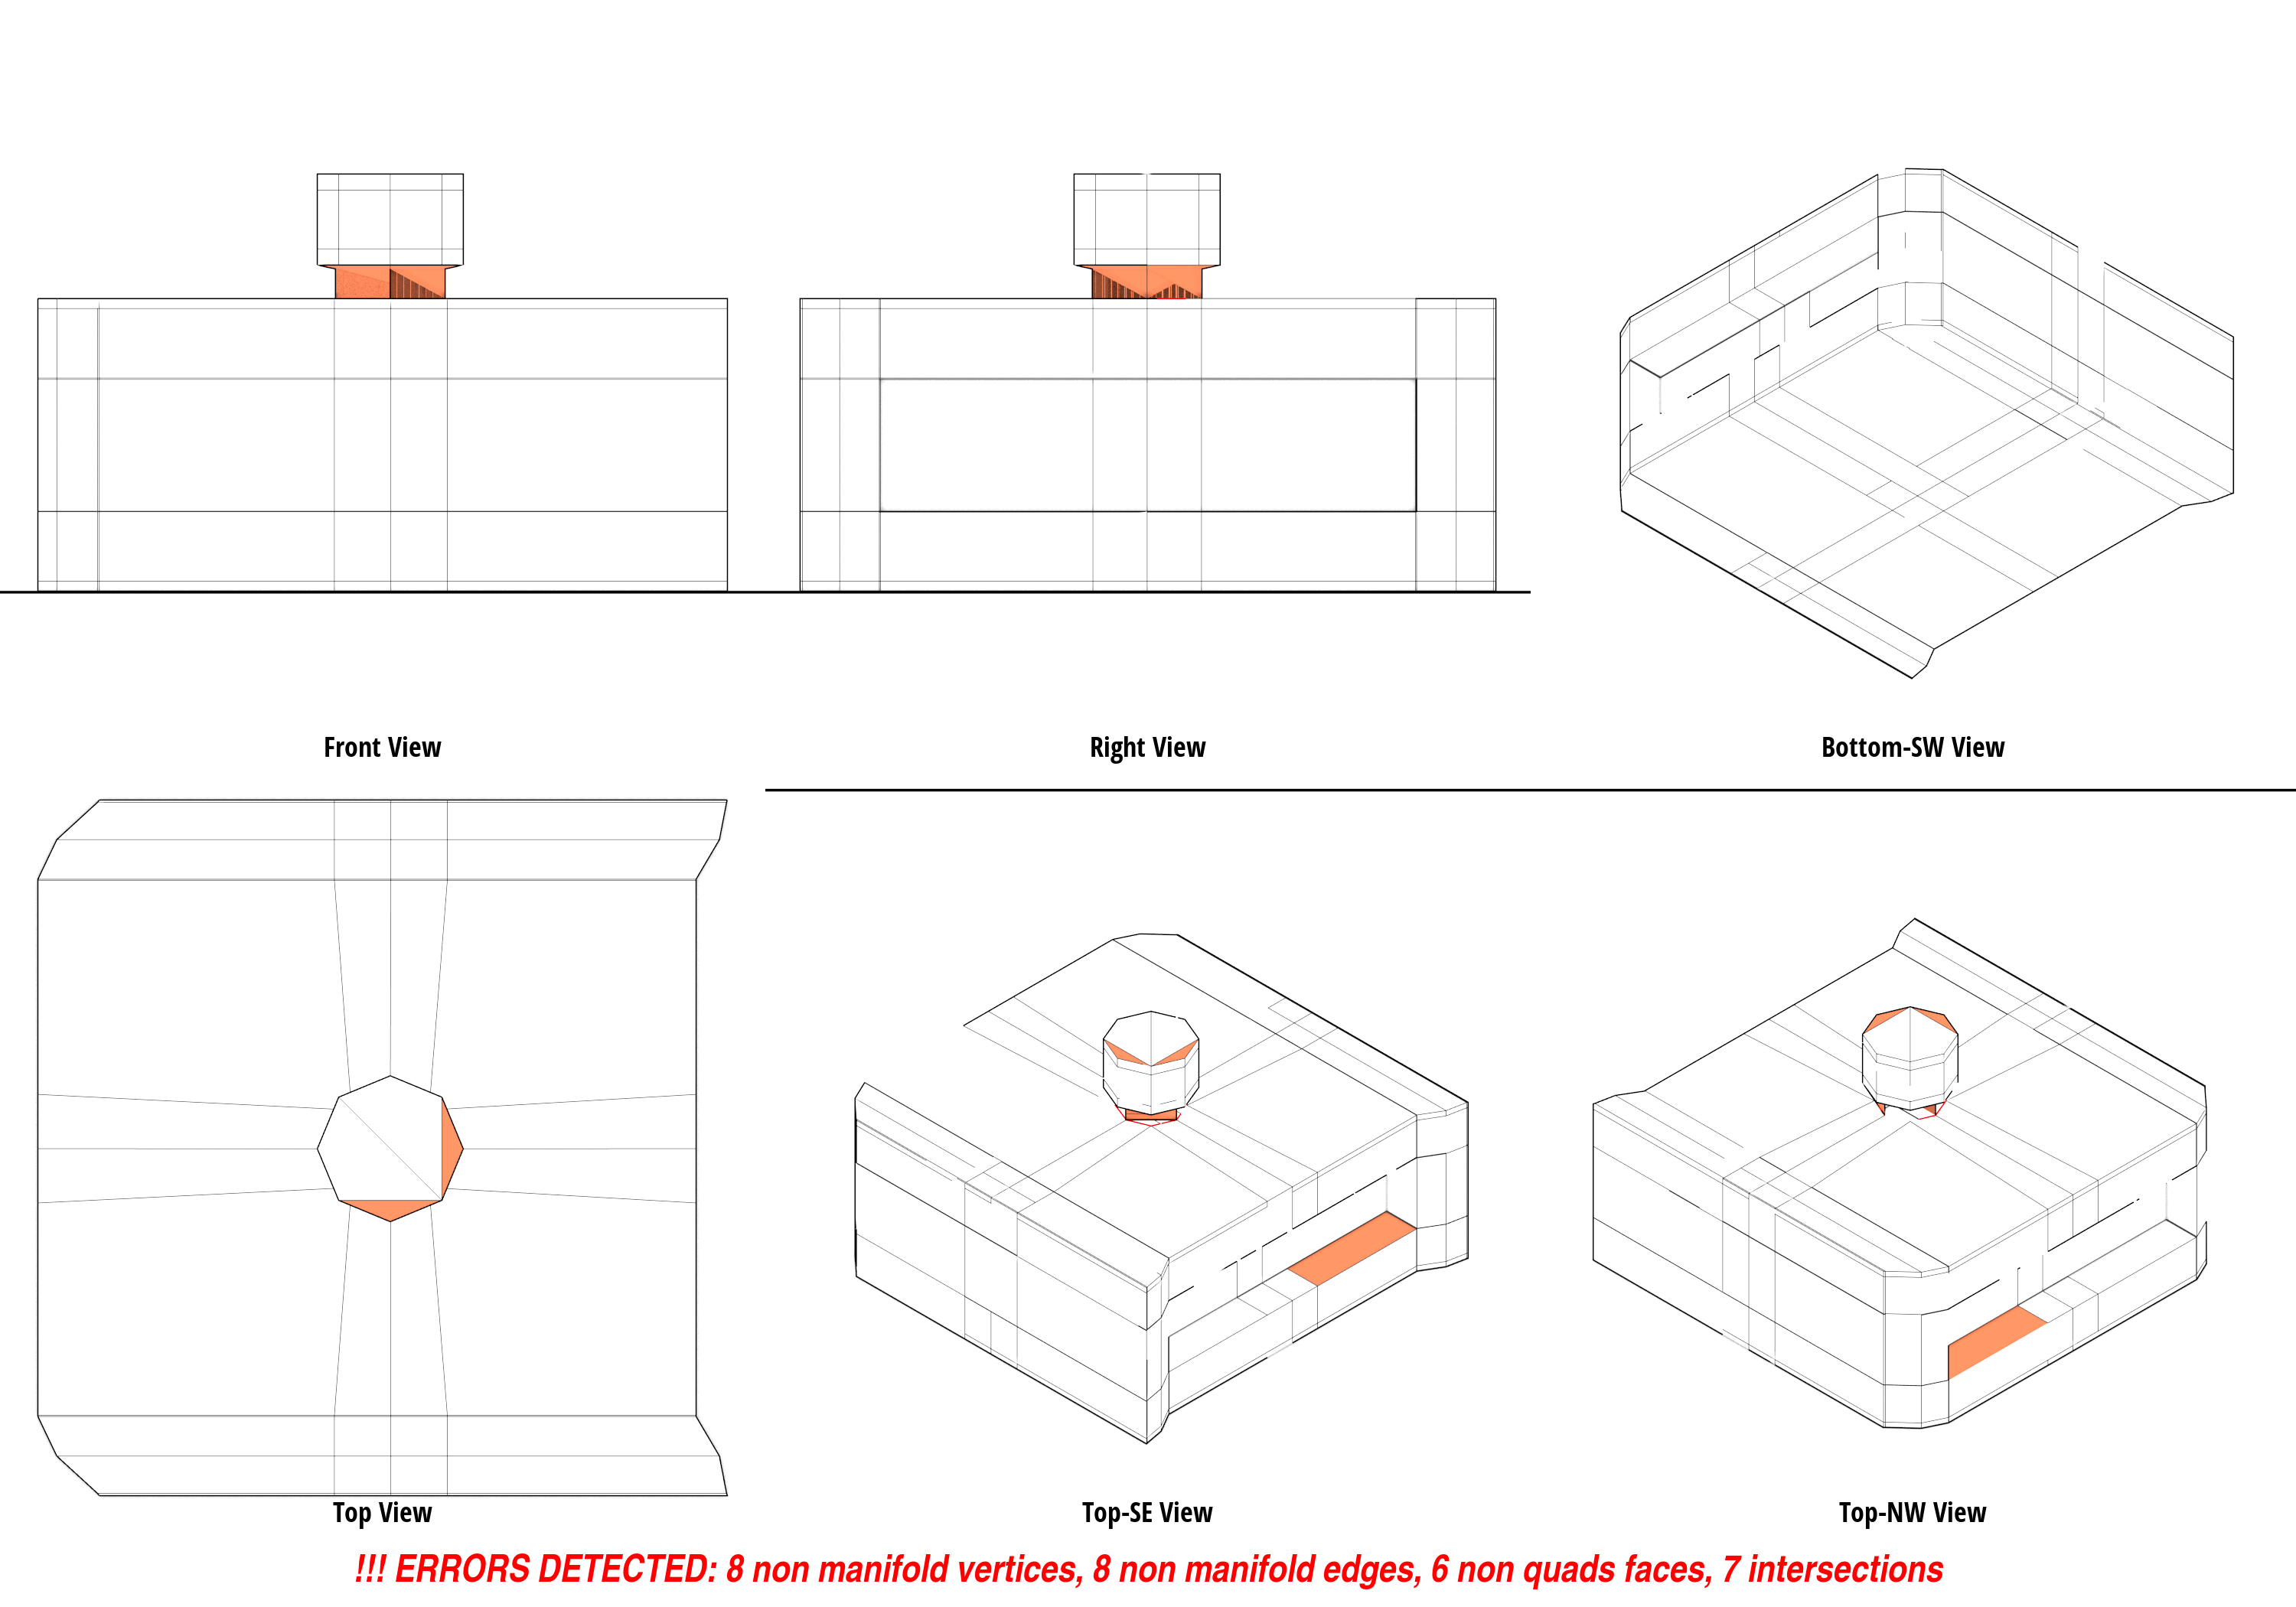 Front View
Right View
Bottom-SW View
Top View
Top-SE View
Top-NW View
!!! ERRORS DETECTED: 8 non manifold vertices, 8 non manifold edges, 6 non quads faces, 7 intersections